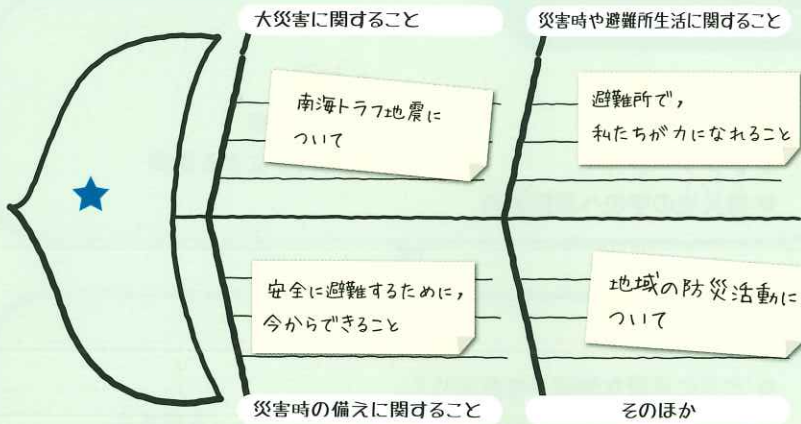 大災害に関すること
災害時や避難所生活に関すること
南海トラフ地震に
ついて
避難所で，
私たちが力になれること
安全に避難するために，
今からできること
地域の防災活動に
ついて
災害時の備えに関すること
そのほか